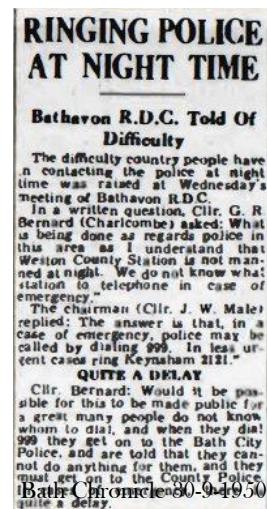 RINGING POLICE
AT NIGHT TIME
Bathavon R.D.C. Told Of
Difficulty
The difficulty country people have
in contacting the police at night
time was raised at Wednesday's
meeting of Bathavon R.D.C.
In a written question, Cllr. G. R.
Bernard (Charlcombe) asked: What
is being done as regards police in
this area as I understand that
Weston County Station is not man-
ned at night. We do not know what
station to telephone in case of
emergency."
The chairman (Cllr. J. W. Male)
replied: The answer is that, in a
case of emergency, police may be
called by dialing 999. In less ur-
gent cases ring Keynsham 2121."
QUITE A DELAY
Cllr. Bernard: Would it be pos-
sible for this to be made public for
a great many people do not know
whom to dial, and when they dial
999 they get on to the Bath City
Police, and are told that they can-
not do anything for them, and they
must get on to the County Police
Bath Chronicle 30-9-1950
quite a delay.